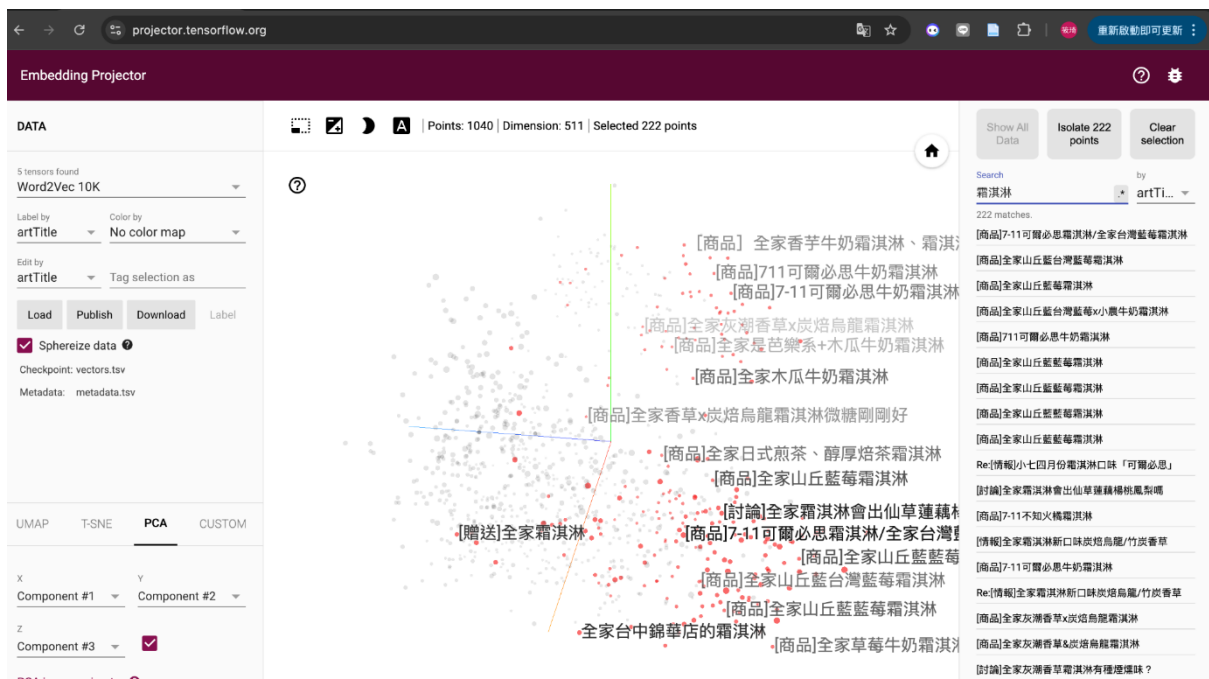 projector.tensorflow.org
重新啟動即可更新
Embedding Projector
DATA
5 tensors found
Word2Vec 10K
Label by
Color by
artTitle
No color map
Edit by
artTitle
Tag selection as
Load
Publish
Download
Label
Sphereize data
Checkpoint: vectors.tsv
Metadata: metadata.tsv
UMAP
T-SNE
PCA
CUSTOM
X
Y
Component #1
Component #2
Z
Component #3
A
Points: 1040 | Dimension: 511 | Selected 222 points
[商品] 全家香芋牛奶霜淇淋、霜淇
[商品]711可爾必思牛奶霜淇淋
[商品]7-11可爾必思牛奶霜淇淋
[商品]全家灰潮香草x炭焙烏龍霜淇淋
[商品]全家是芭樂系+木瓜牛奶霜淇淋
[商品]全家木瓜牛奶霜淇淋
[商品]全家香草x炭焙烏龍霜淇淋微糖剛剛好
[商品]全家日式煎茶、醇厚焙茶霜淇淋
[商品]全家山丘藍莓霜淇淋
[討論]全家霜淇淋會出仙草蓮藕
[贈送]全家霜淇淋
[商品]7-11可爾必思霜淇淋/全家台灣
[商品]全家山丘藍藍莓
[商品]全家山丘藍台灣藍莓霜淇淋
[商品]全家山丘藍藍莓霜淇淋
全家台中錦華店的霜淇淋
[商品]全家草莓牛奶霜淇
Show All Data
Isolate 222 points
Clear selection
Search
by
霜淇淋
.*
artTi...
222 matches.
[商品]7-11可爾必思霜淇淋/全家台灣藍莓霜淇淋
[商品]全家山丘藍台灣藍莓霜淇淋
[商品]全家山丘藍莓霜淇淋
[商品]全家山丘藍台灣藍莓x小農牛奶霜淇淋
[商品]711可爾必思牛奶霜淇淋
[商品]全家山丘藍藍莓霜淇淋
[商品]全家山丘藍藍莓霜淇淋
[商品]全家山丘藍藍莓霜淇淋
[商品]全家山丘藍藍莓霜淇淋
Re:[情報]小七四月份霜淇淋口味「可爾必思」
[討論]全家霜淇淋會出仙草蓮藕楊桃鳳梨嗎
[商品]7-11不知火橘霜淇淋
[情報]全家霜淇淋新口味炭焙烏龍/竹炭香草
[商品]7-11可爾必思牛奶霜淇淋
Re:[情報]全家霜淇淋新口味炭焙烏龍/竹炭香草
[商品]全家灰潮香草x炭焙烏龍霜淇淋
[商品]全家灰潮香草&炭焙烏龍霜淇淋
[討論]全家灰潮香草霜淇淋有種煙燻味？